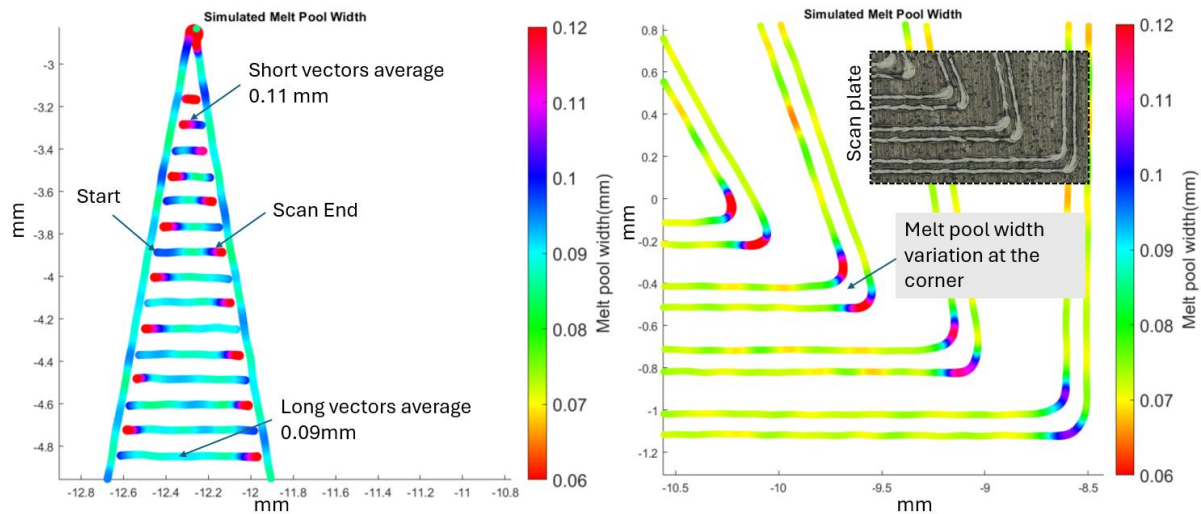 Simulated Melt Pool Width
-3
-3.2
-3.4
-3.6
-3.8
-4
-4.2
-4.4
-4.6
-4.8
mm
-12.8
-12.6
-12.4
-12.2
-12
-11.8
-11.6
-11.4
-11.2
-11
-10.8
mm
Short vectors average
0.11 mm
Start
Scan End
Long vectors average
0.09mm
0.12
0.11
0.1
0.09
0.08
0.07
0.06
Melt pool width(mm)
Simulated Melt Pool Width
0.8
0.6
0.4
0.2
0
-0.2
-0.4
-0.6
-0.8
-1
-1.2
mm
-10.5
-10
-9.5
-9
-8.5
mm
Scan plate
Melt pool width
variation at the
corner
0.12
0.11
0.1
0.09
0.08
0.07
0.06
Melt pool width(mm)